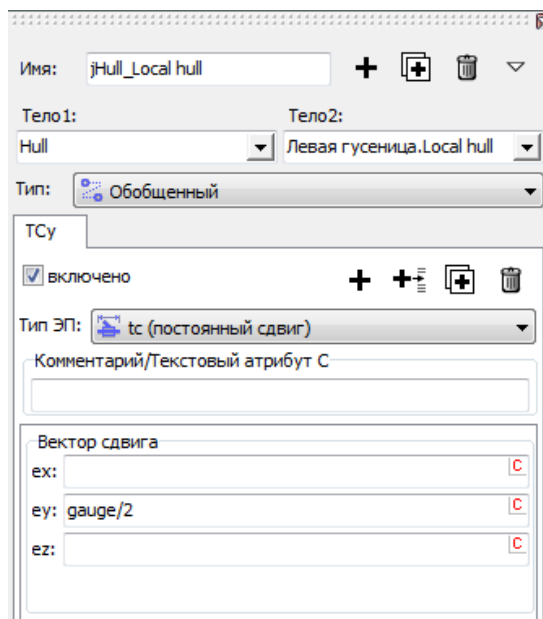 Имя: jHull_Local hull
Тело1: Тело2:
Hull Левая гусеница.Local hull
Тип: Обобщенный
TCy
включено
Тип ЭП: tc (постоянный сдвиг)
Комментарий/Текстовый атрибут C
Вектор сдвига
ex: C
ey: gauge/2 C
ez: C